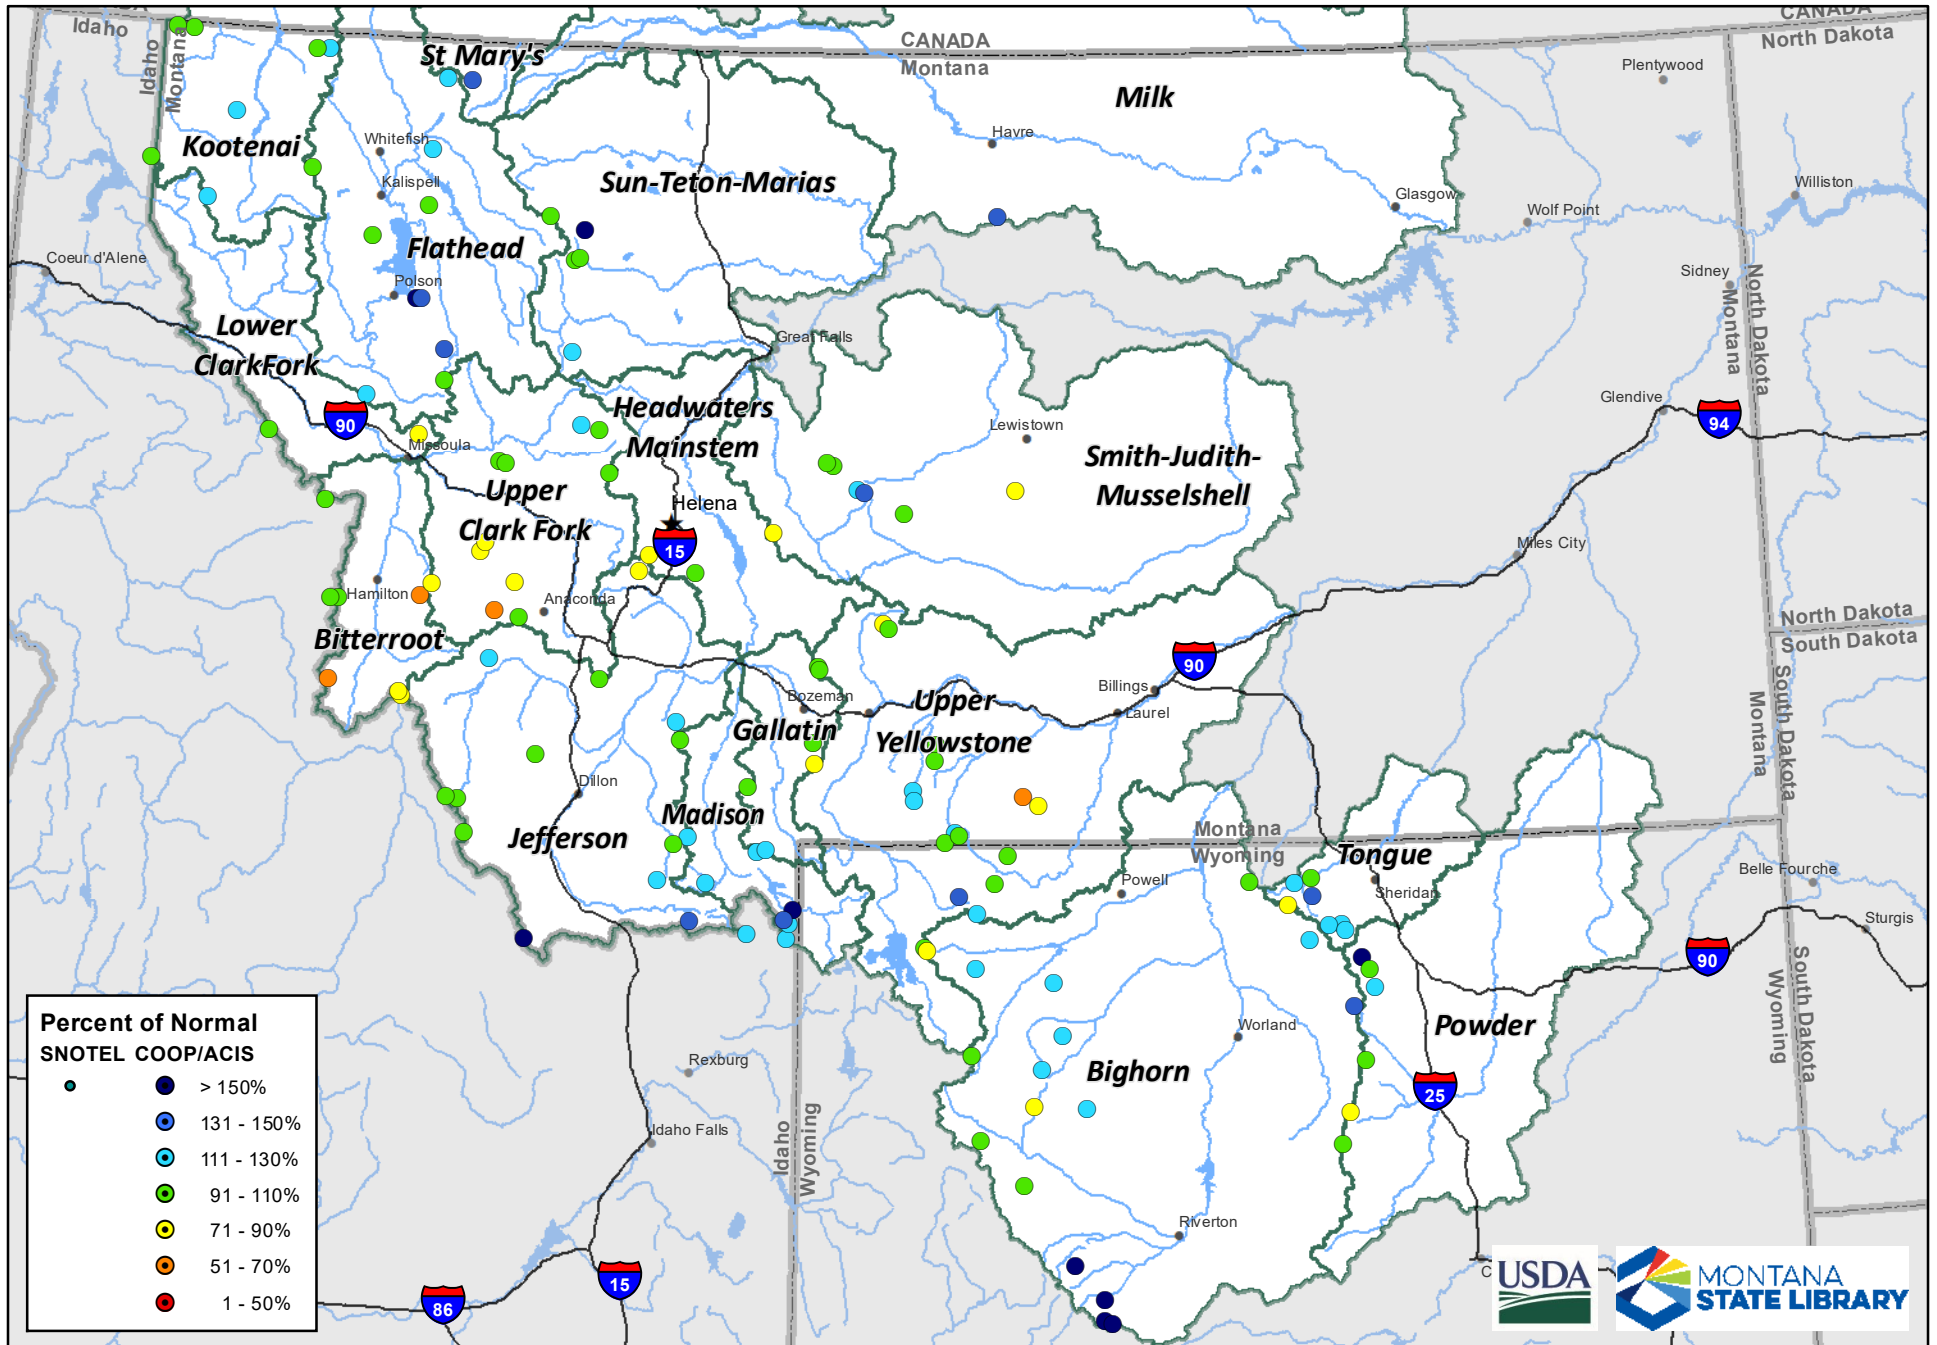 Idaho
CANADA
CANADA
Montana
North Dakota
Idaho
Montana
St Mary's
Milk
Plentywood
Havre
Whitefish
Kootenai
Kalispell
Sun-Teton-Marias
Glasgow
Wolf Point
Williston
Flathead
Coeur d'Alene
Polson
Sidney
North Dakota
Montana
Lower
ClarkFork
Great Falls
Glendive
94
90
Headwaters
Mainstem
Missoula
Lewistown
Smith-Judith-
Musselshell
Upper
Clark Fork
Helena
15
Miles City
Hamilton
Anaconda
Bitterroot
North Dakota
South Dakota
90
Billings
Laurel
Bozeman
Upper
Yellowstone
Gallatin
South Dakota
Montana
Dillon
Madison
Jefferson
Montana
Wyoming
Tongue
Sheridan
Powell
Belle Fourche
Sturgis
90
South Dakota
Wyoming
Worland
Powder
Bighorn
25
Rexburg
Idaho Falls
Idaho
Wyoming
Riverton
15
86
C
Percent of Normal
SNOTEL COOP/ACIS
> 150%
131 - 150%
111 - 130%
91 - 110%
71 - 90%
51 - 70%
1 - 50%
USDA
MONTANA
STATE LIBRARY